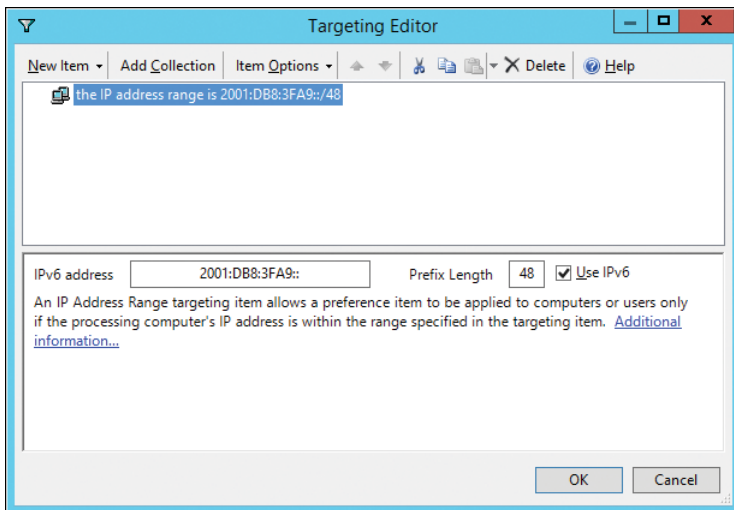 Targeting Editor
New Item Add Collection Item Options Delete Help
the IP address range is 2001:DB8:3FA9::/48
IPv6 address 2001:DB8:3FA9:: Prefix Length 48 Use IPv6
An IP Address Range targeting item allows a preference item to be applied to computers or users only
if the processing computer's IP address is within the range specified in the targeting item. Additional
information...
OK Cancel